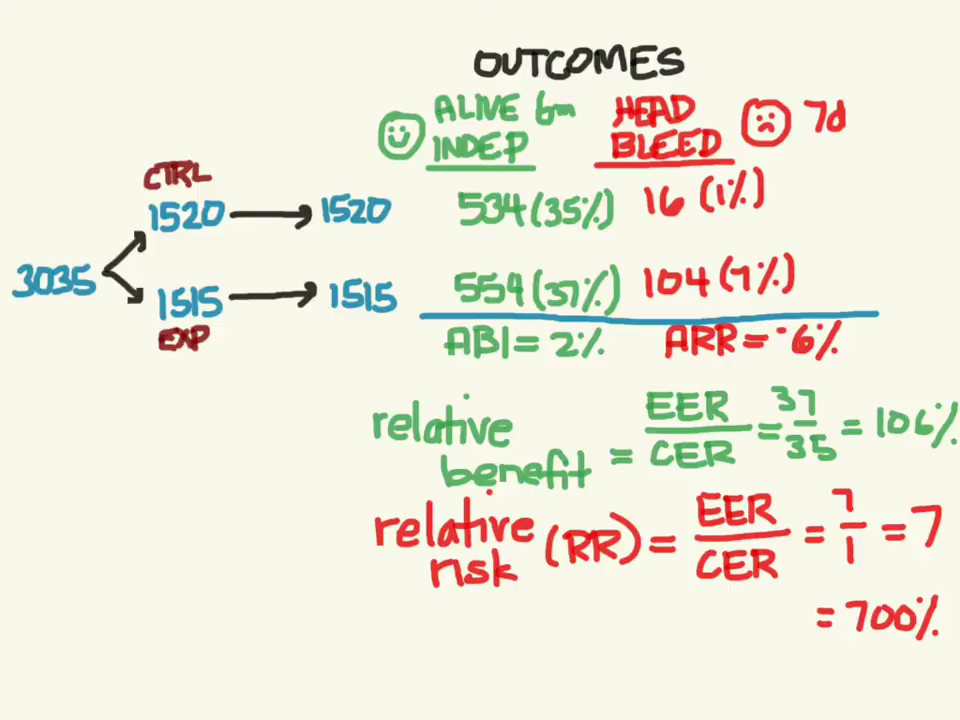 OUTCOMES
ALIVE 6m
INDEP
HEAD
BLEED
7d
CTRL
1520 1520
534 (35%) 16 (1%)
3035
1515 1515
EXP
554 (37%) 104 (7%)
ABI = 2% ARR = -6%
relative
benefit = EER / CER = 37 / 35 = 106%
relative
risk (RR) = EER / CER = 7 / 1 = 7
= 700%